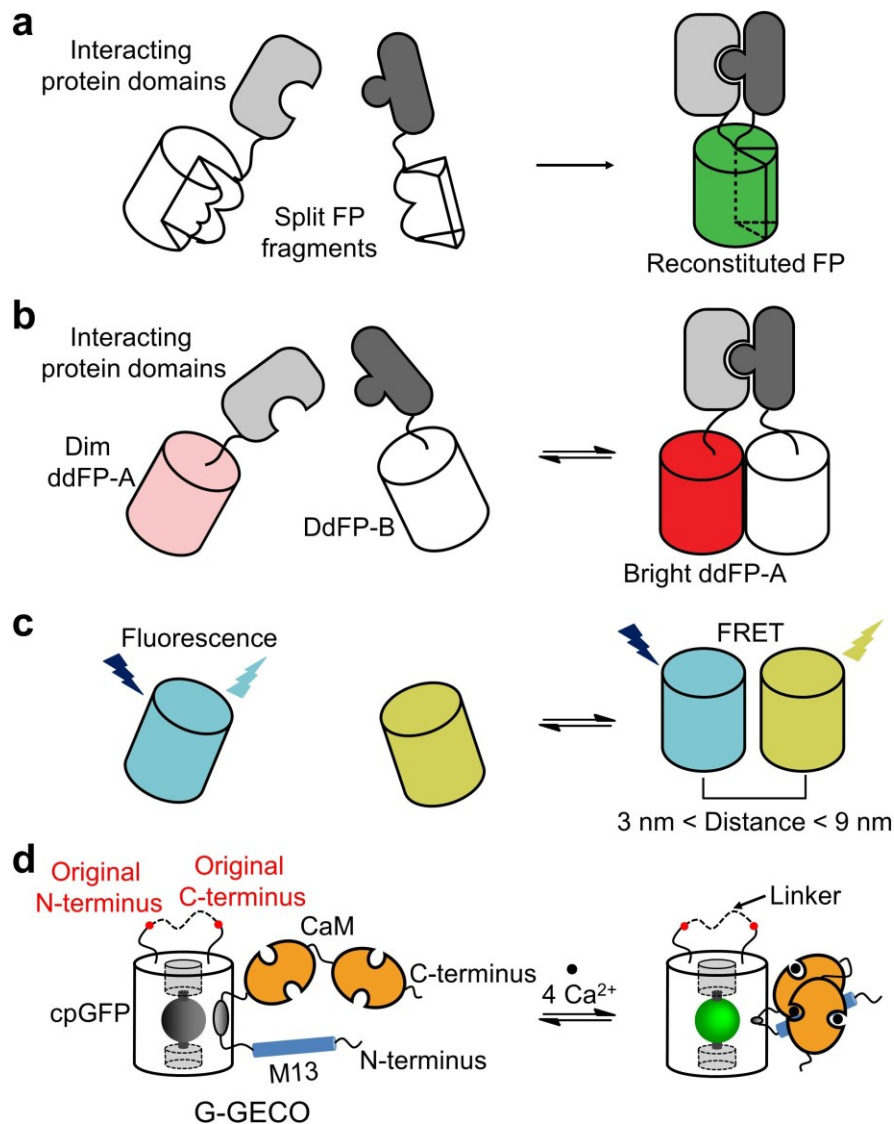 a
Interacting
protein domains
Split FP
fragments
Reconstituted FP
b
Interacting
protein domains
Dim
ddFP-A
DdFP-B
Bright ddFP-A
c
Fluorescence
FRET
3 nm < Distance < 9 nm
d
Original
N-terminus
Original
C-terminus
CaM
C-terminus
cpGFP
M13
N-terminus
G-GECO
4 Ca²⁺
Linker